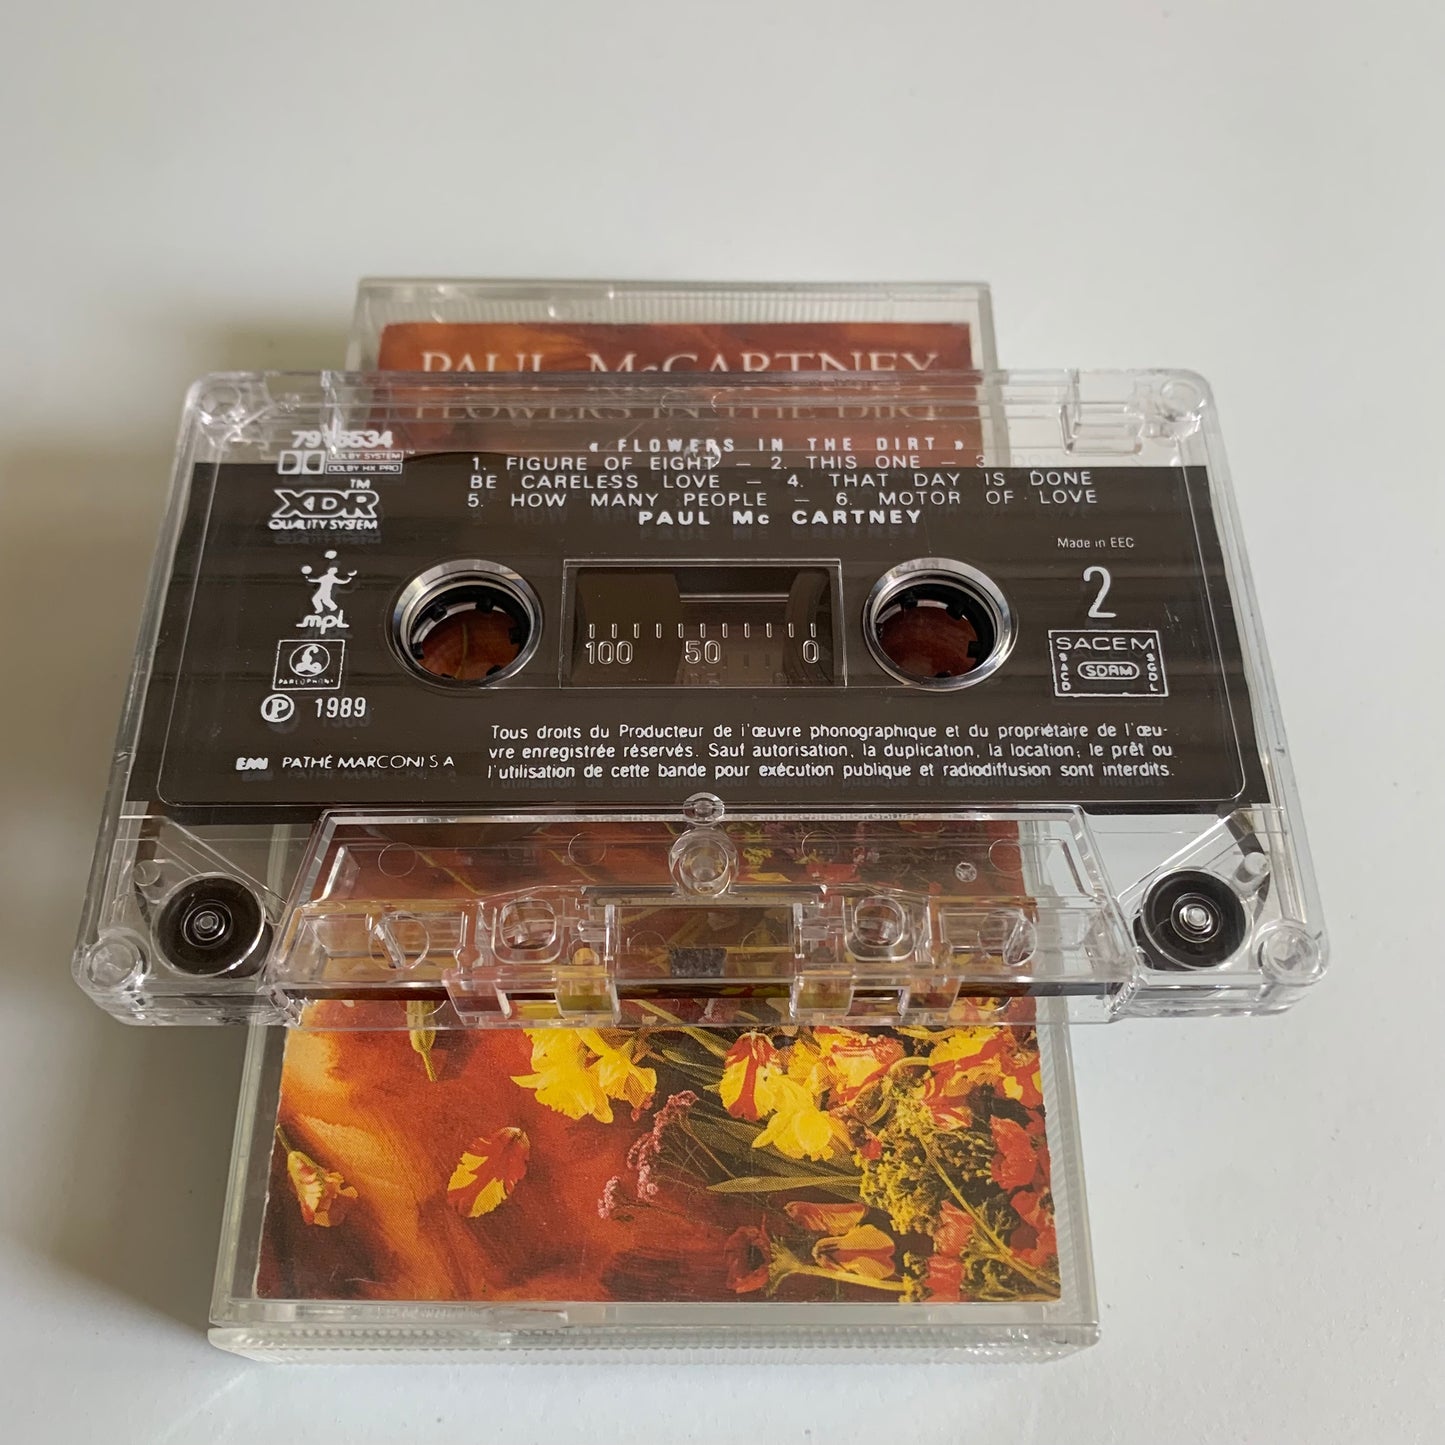 PAUL McCARTNEY
FLOWERS IN THE DIRT
DOLBY SYSTEM
DOLBY HX PRO
XDR TM
QUALITY SYSTEM
mpl
PARLOPHONE
Ⓟ 1989
EMI PATHÉ MARCONI S A
« FLOWERS IN THE DIRT »
1. FIGURE OF EIGHT – 2. THIS ONE – 3
BE CARELESS LOVE – 4. THAT DAY IS DONE
5. HOW MANY PEOPLE – 6. MOTOR OF LOVE
PAUL Mc CARTNEY
Made in EEC
2
100 50 0
SACEM
SACD SDRM SGDL
Tous droits du Producteur de l'œuvre phonographique et du propriétaire de l'œu-
vre enregistrée réservés. Sauf autorisation, la duplication, la location, le prêt ou
l'utilisation de cette bande pour exécution publique et radiodiffusion sont interdits.